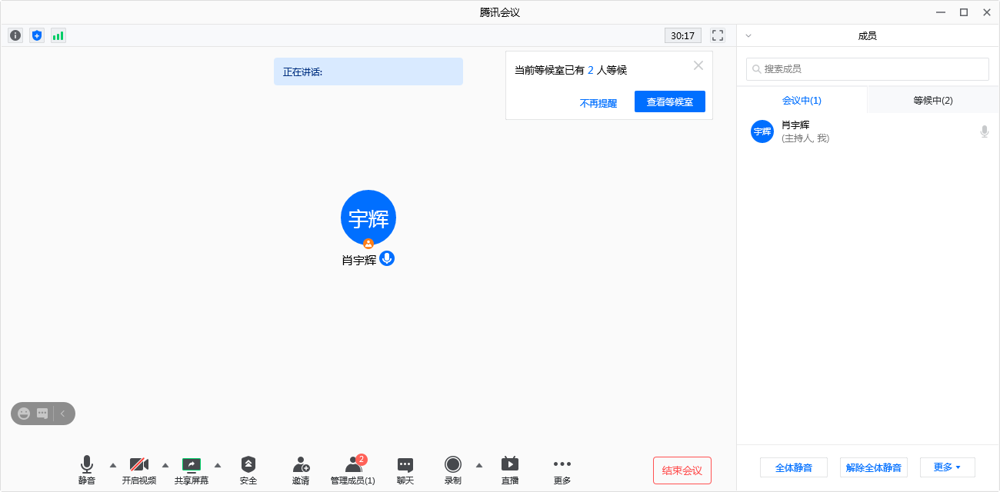 腾讯会议
30:17
正在讲话:
当前等候室已有 2 人等候
不再提醒
查看等候室
宇辉
肖宇辉
成员
搜索成员
会议中(1)
等候中(2)
宇辉
肖宇辉
(主持人, 我)
静音
开启视频
共享屏幕
安全
邀请
2
管理成员(1)
聊天
录制
直播
更多
结束会议
全体静音
解除全体静音
更多